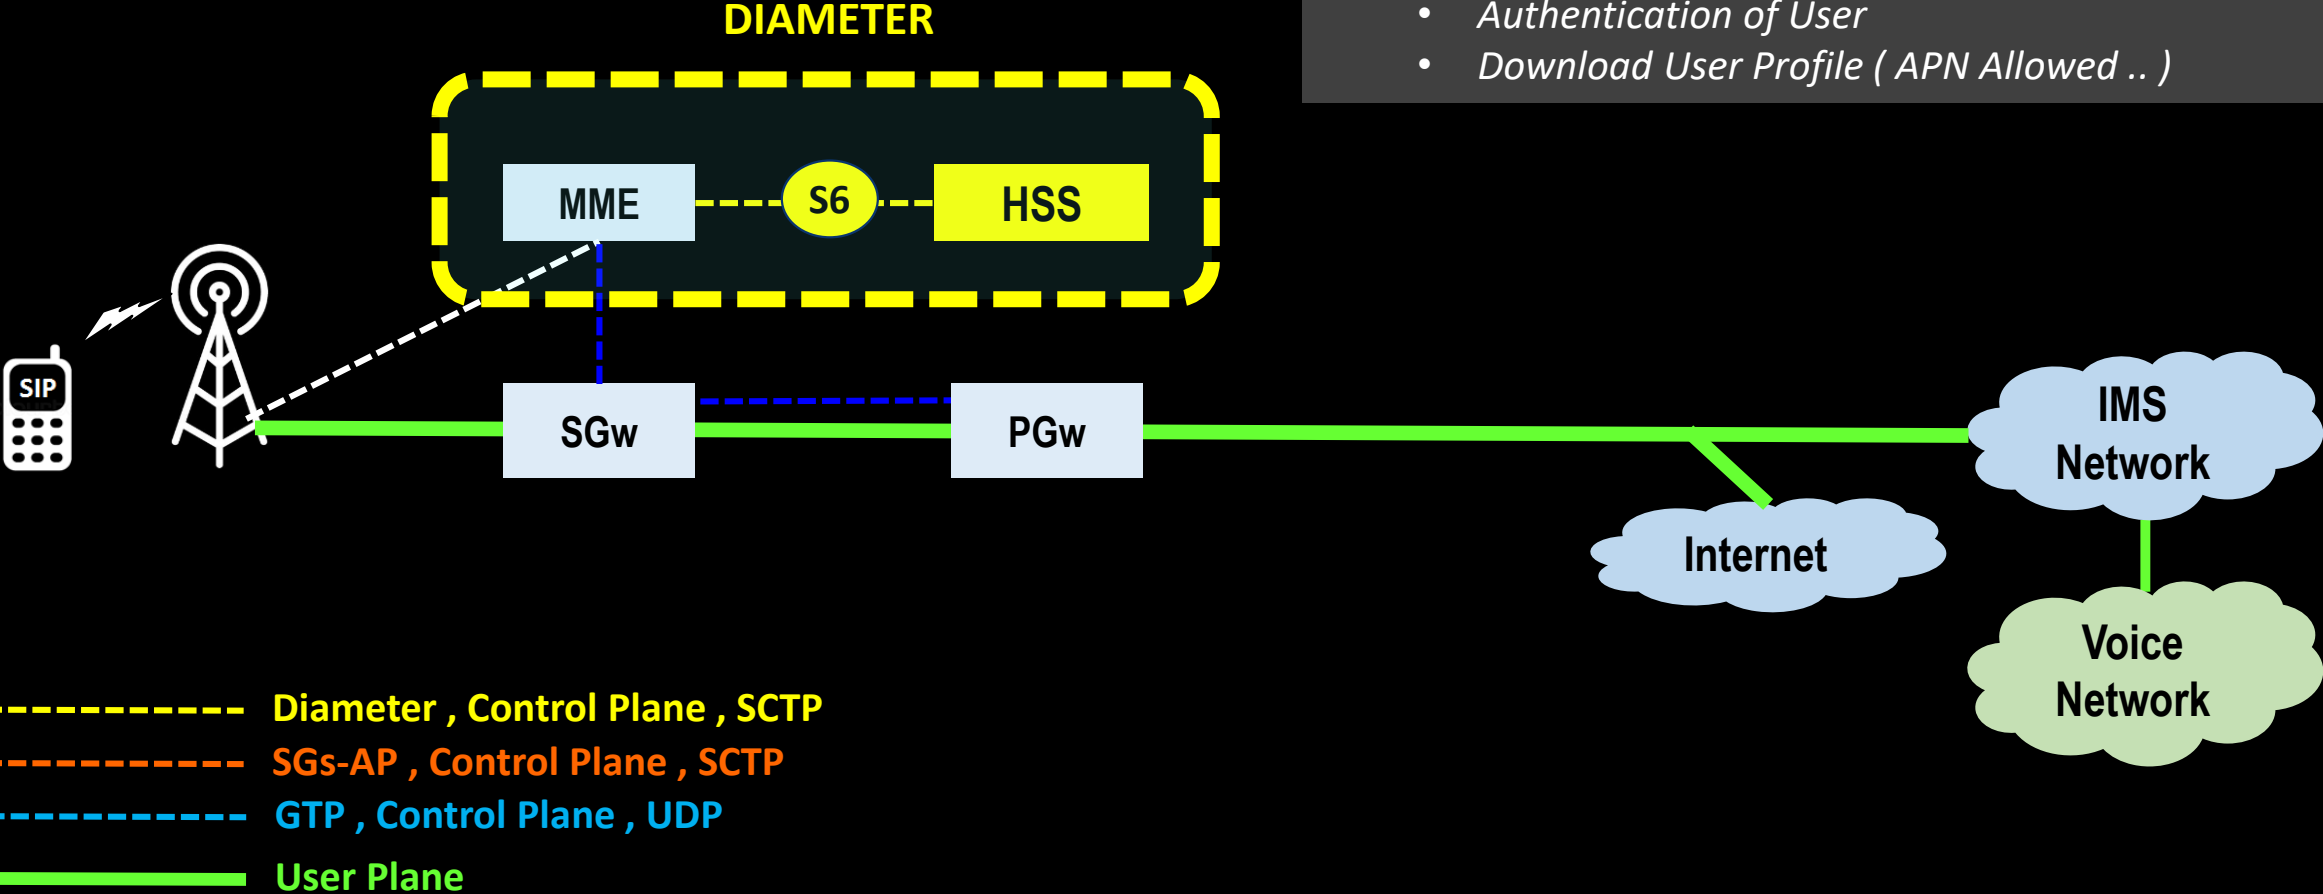 DIAMETER
• Authentication of User
• Download User Profile ( APN Allowed .. )
MME
S6
HSS
SIP
SGw
PGw
IMS
Network
Internet
Voice
Network
Diameter , Control Plane , SCTP
SGs-AP , Control Plane , SCTP
GTP , Control Plane , UDP
User Plane